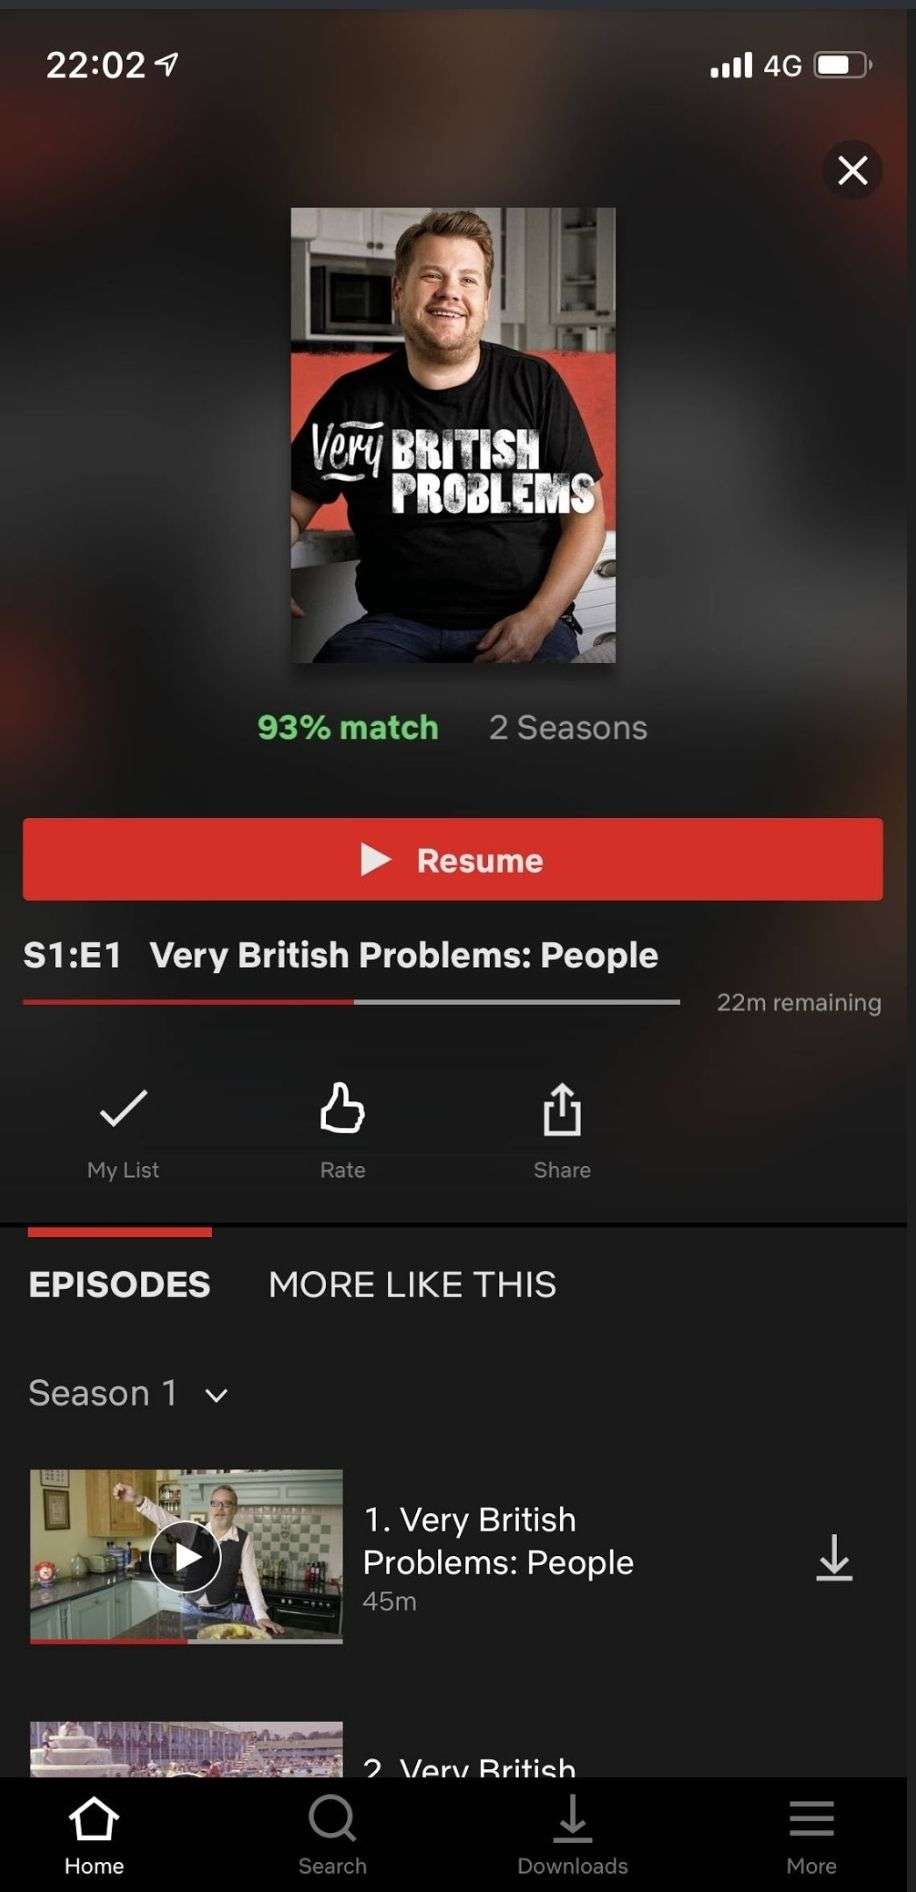 22:02
4G
Very BRITISH
PROBLEMS
93% match 2 Seasons
Resume
S1:E1 Very British Problems: People
22m remaining
My List Rate Share
EPISODES MORE LIKE THIS
Season 1
1. Very British
Problems: People
45m
2. Very British
Home Search Downloads More